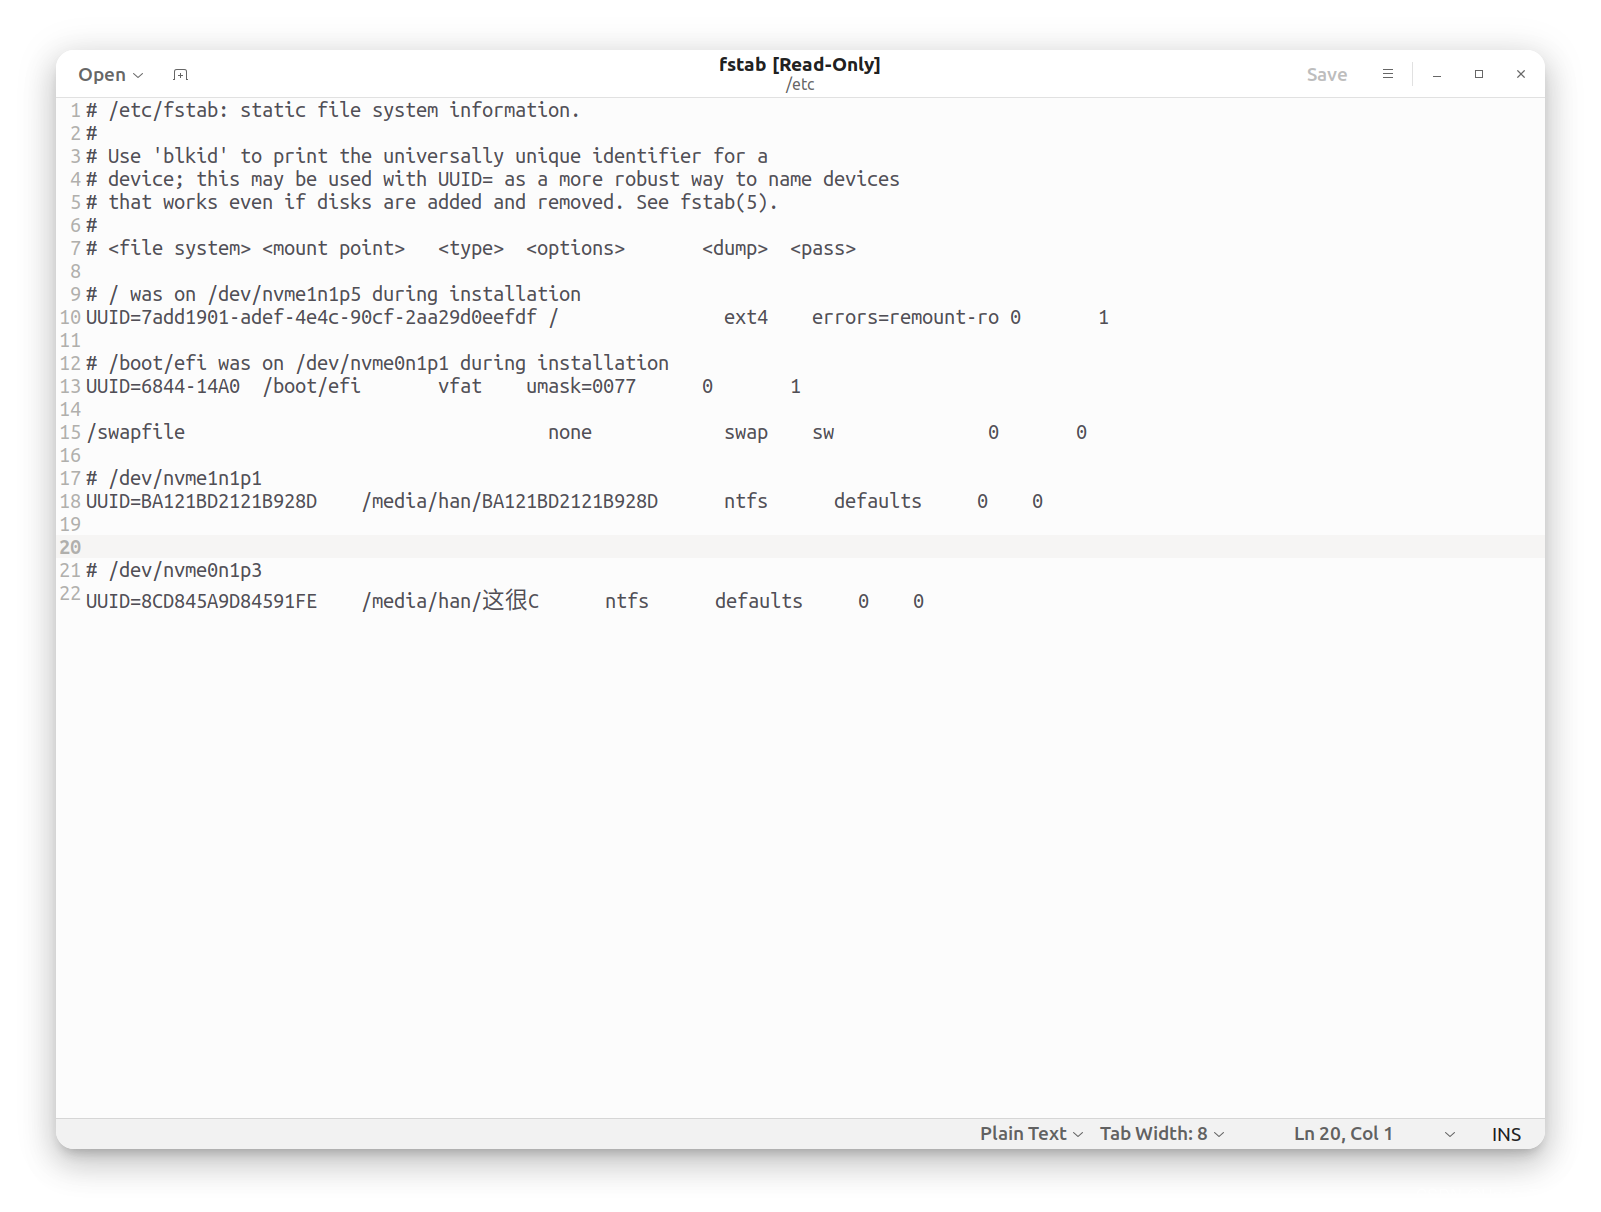 Open
fstab [Read-Only]
/etc
Save
1 # /etc/fstab: static file system information.
2 #
3 # Use 'blkid' to print the universally unique identifier for a
4 # device; this may be used with UUID= as a more robust way to name devices
5 # that works even if disks are added and removed. See fstab(5).
6 #
7 # <file system> <mount point>   <type>  <options>       <dump>  <pass>
8
9 # / was on /dev/nvme1n1p5 during installation
10 UUID=7add1901-adef-4e4c-90cf-2aa29d0eefdf /               ext4    errors=remount-ro 0       1
11
12 # /boot/efi was on /dev/nvme0n1p1 during installation
13 UUID=6844-14A0  /boot/efi       vfat    umask=0077      0       1
14
15 /swapfile                                 none            swap    sw              0       0
16
17 # /dev/nvme1n1p1
18 UUID=BA121BD2121B928D    /media/han/BA121BD2121B928D      ntfs      defaults     0    0
19
20
21 # /dev/nvme0n1p3
22 UUID=8CD845A9D84591FE    /media/han/这很C      ntfs      defaults     0    0
Plain Text   Tab Width: 8   Ln 20, Col 1   INS